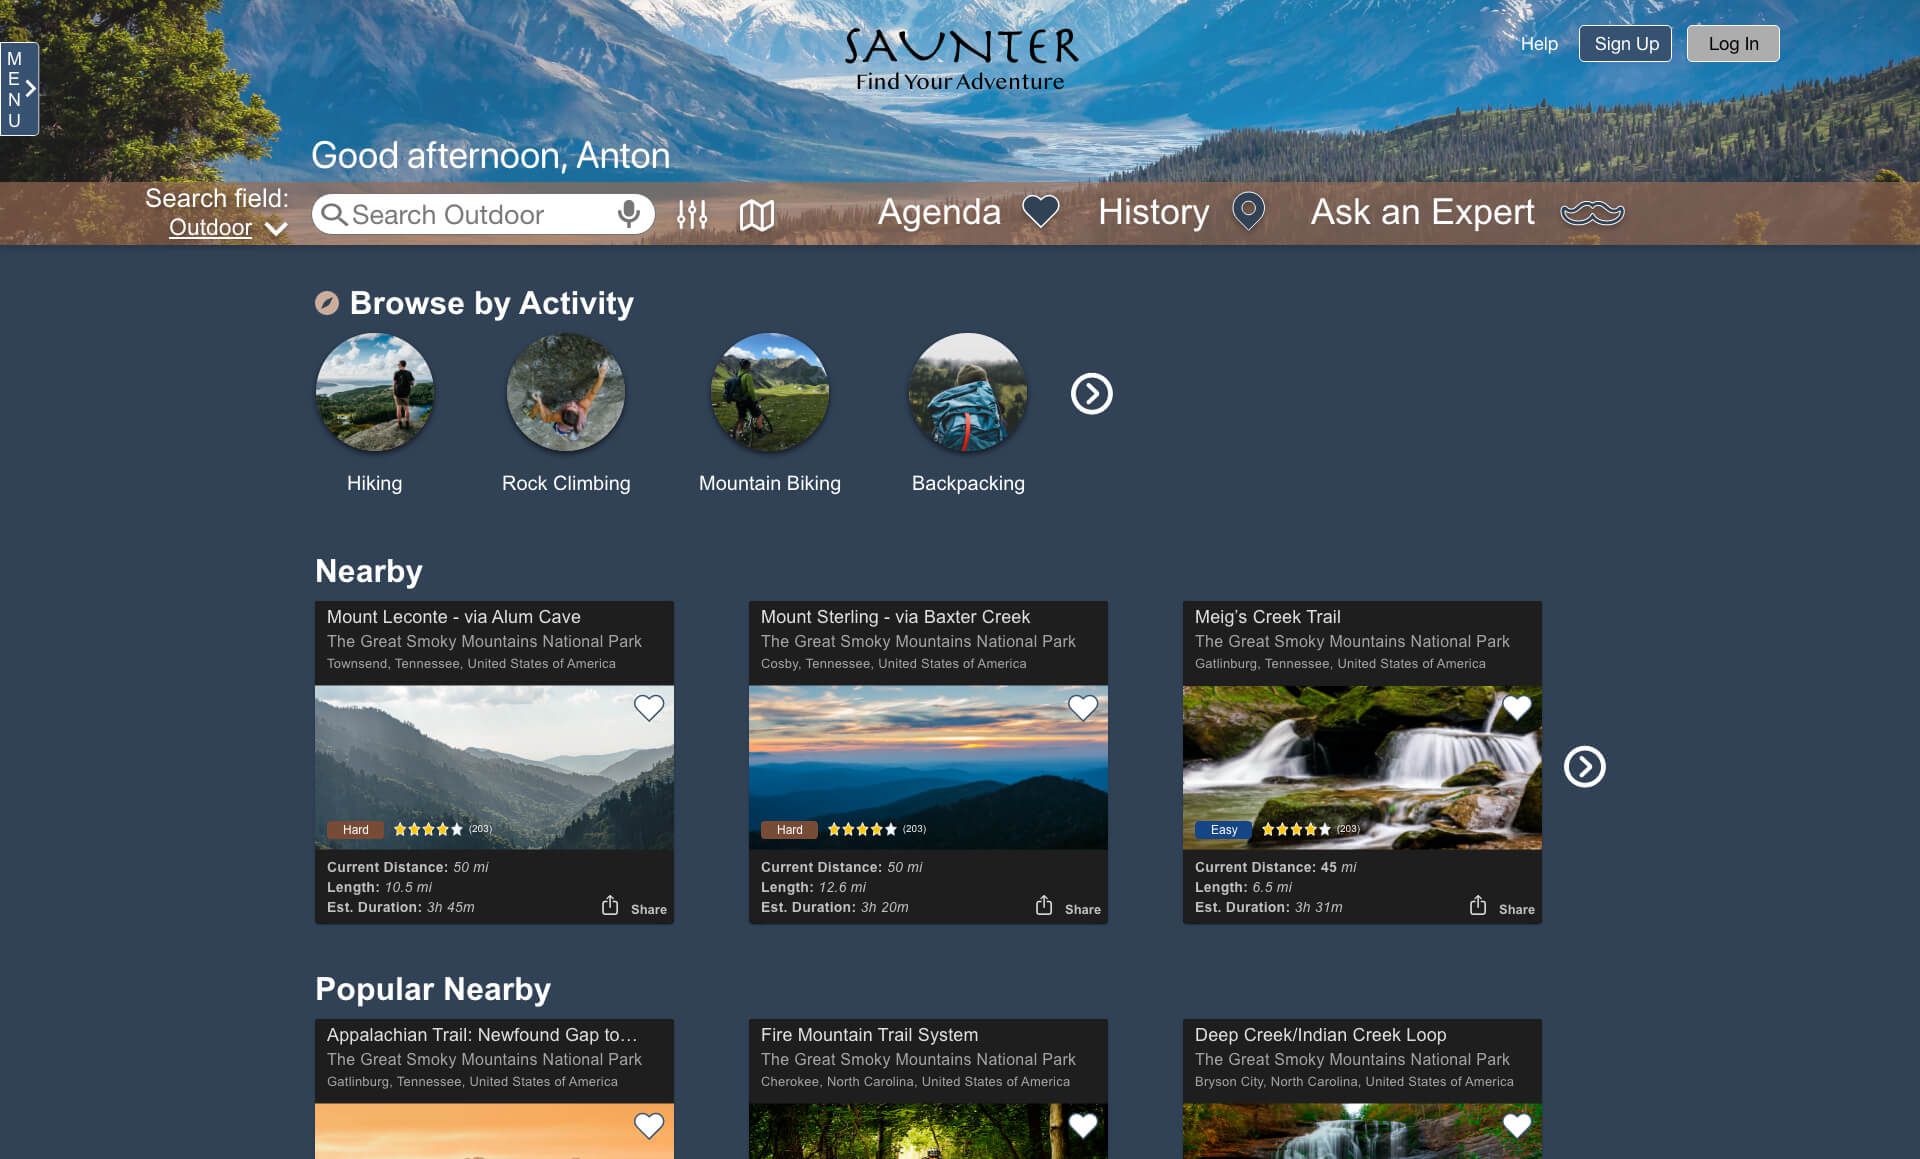 SAUNTER
Find Your Adventure
Help
Sign Up
Log In
MENU
Good afternoon, Anton
Search field:
Outdoor
Search Outdoor
Agenda
History
Ask an Expert
Browse by Activity
Hiking
Rock Climbing
Mountain Biking
Backpacking
Nearby
Mount Leconte - via Alum Cave
The Great Smoky Mountains National Park
Townsend, Tennessee, United States of America
Hard
(203)
Current Distance: 50 mi
Length: 10.5 mi
Est. Duration: 3h 45m
Share
Mount Sterling - via Baxter Creek
The Great Smoky Mountains National Park
Cosby, Tennessee, United States of America
Hard
(203)
Current Distance: 50 mi
Length: 12.6 mi
Est. Duration: 3h 20m
Share
Meig's Creek Trail
The Great Smoky Mountains National Park
Gatlinburg, Tennessee, United States of America
Easy
(203)
Current Distance: 45 mi
Length: 6.5 mi
Est. Duration: 3h 31m
Share
Popular Nearby
Appalachian Trail: Newfound Gap to…
The Great Smoky Mountains National Park
Gatlinburg, Tennessee, United States of America
Fire Mountain Trail System
The Great Smoky Mountains National Park
Cherokee, North Carolina, United States of America
Deep Creek/Indian Creek Loop
The Great Smoky Mountains National Park
Bryson City, North Carolina, United States of America